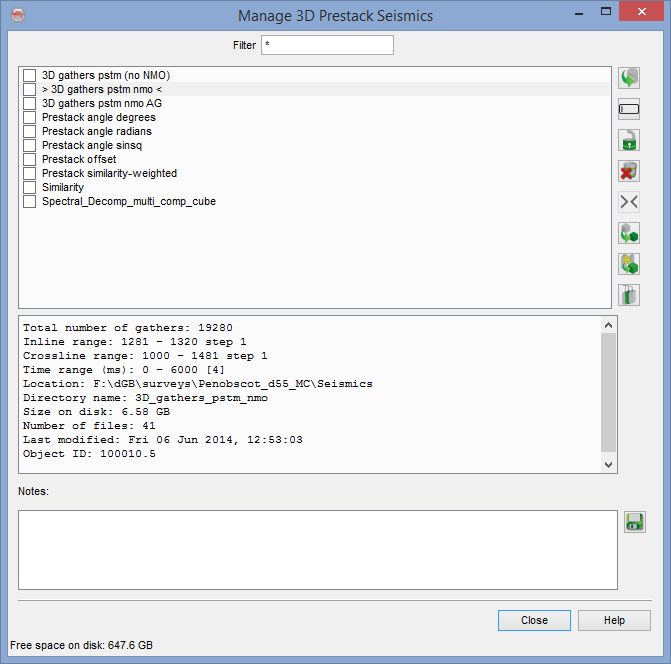 Manage 3D Prestack Seismics
Filter *
3D gathers pstm (no NMO)
> 3D gathers pstm nmo <
3D gathers pstm nmo AG
Prestack angle degrees
Prestack angle radians
Prestack angle sinsq
Prestack offset
Prestack similarity-weighted
Similarity
Spectral_Decomp_multi_comp_cube
Total number of gathers: 19280
Inline range: 1281 - 1320 step 1
Crossline range: 1000 - 1481 step 1
Time range (ms): 0 - 6000 [4]
Location: F:\dGB\surveys\Penobscot_d55_MC\Seismics
Directory name: 3D_gathers_pstm_nmo
Size on disk: 6.58 GB
Number of files: 41
Last modified: Fri 06 Jun 2014, 12:53:03
Object ID: 100010.5
Notes:
Close Help
Free space on disk: 647.6 GB